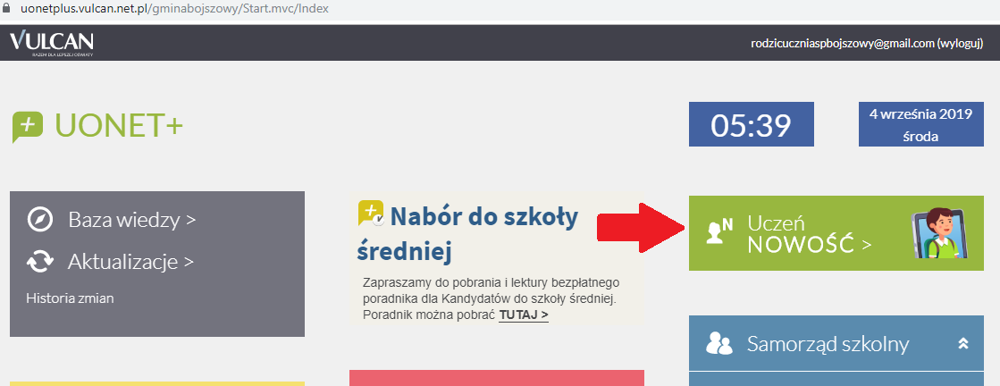 uonetplus.vulcan.net.pl/gminabojszowy/Start.mvc/Index
VULCAN
RAZEM DLA LEPSZEJ OŚWIATY
rodzicuczniaspbojszowy@gmail.com (wyloguj)
UONET+
05:39
4 września 2019
środa
Baza wiedzy >
Aktualizacje >
Historia zmian
Nabór do szkoły
średniej
Zapraszamy do pobrania i lektury bezpłatnego
poradnika dla Kandydatów do szkoły średniej.
Poradnik można pobrać TUTAJ >
N
Uczeń
NOWOŚĆ >
Samorząd szkolny